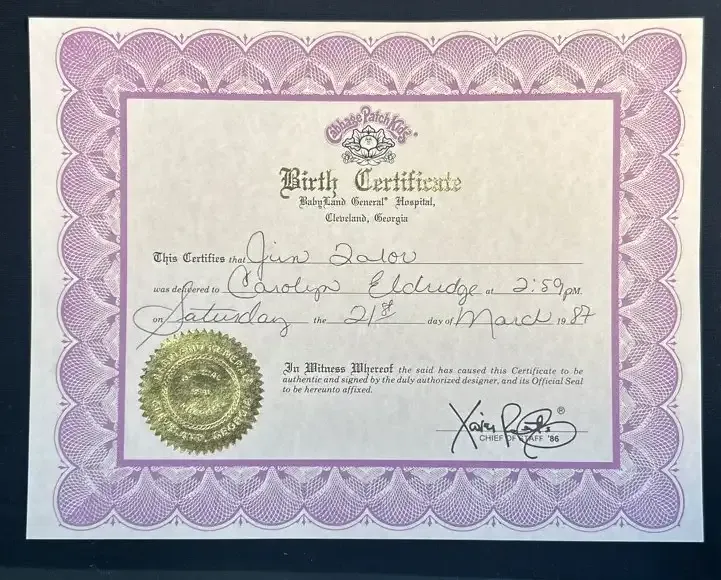 Cabbage Patch Kids®
Birth Certificate
BabyLand General® Hospital,
Cleveland, Georgia
This Certifies that
was delivered to Carolyn Eldridge at 2:59 PM.
on Saturday the 21st day of March 1987
In Witness Whereof the said has caused this Certificate to be
authentic and signed by the duly authorized designer, and its Official Seal
to be hereunto affixed.
®
CHIEF OF STAFF '86